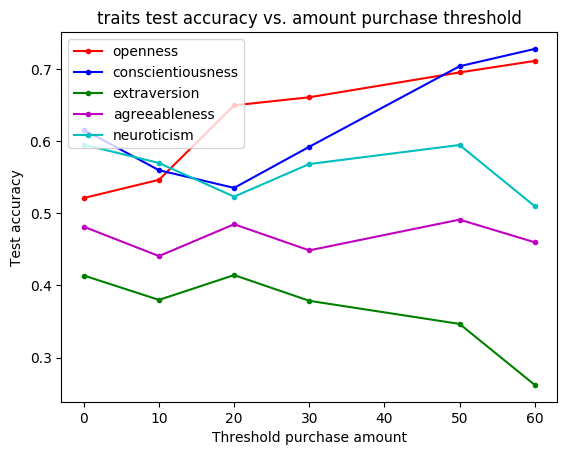 traits test accuracy vs. amount purchase threshold
openness
conscientiousness
extraversion
agreeableness
neuroticism
Test accuracy
0.7
0.6
0.5
0.4
0.3
0 10 20 30 40 50 60
Threshold purchase amount